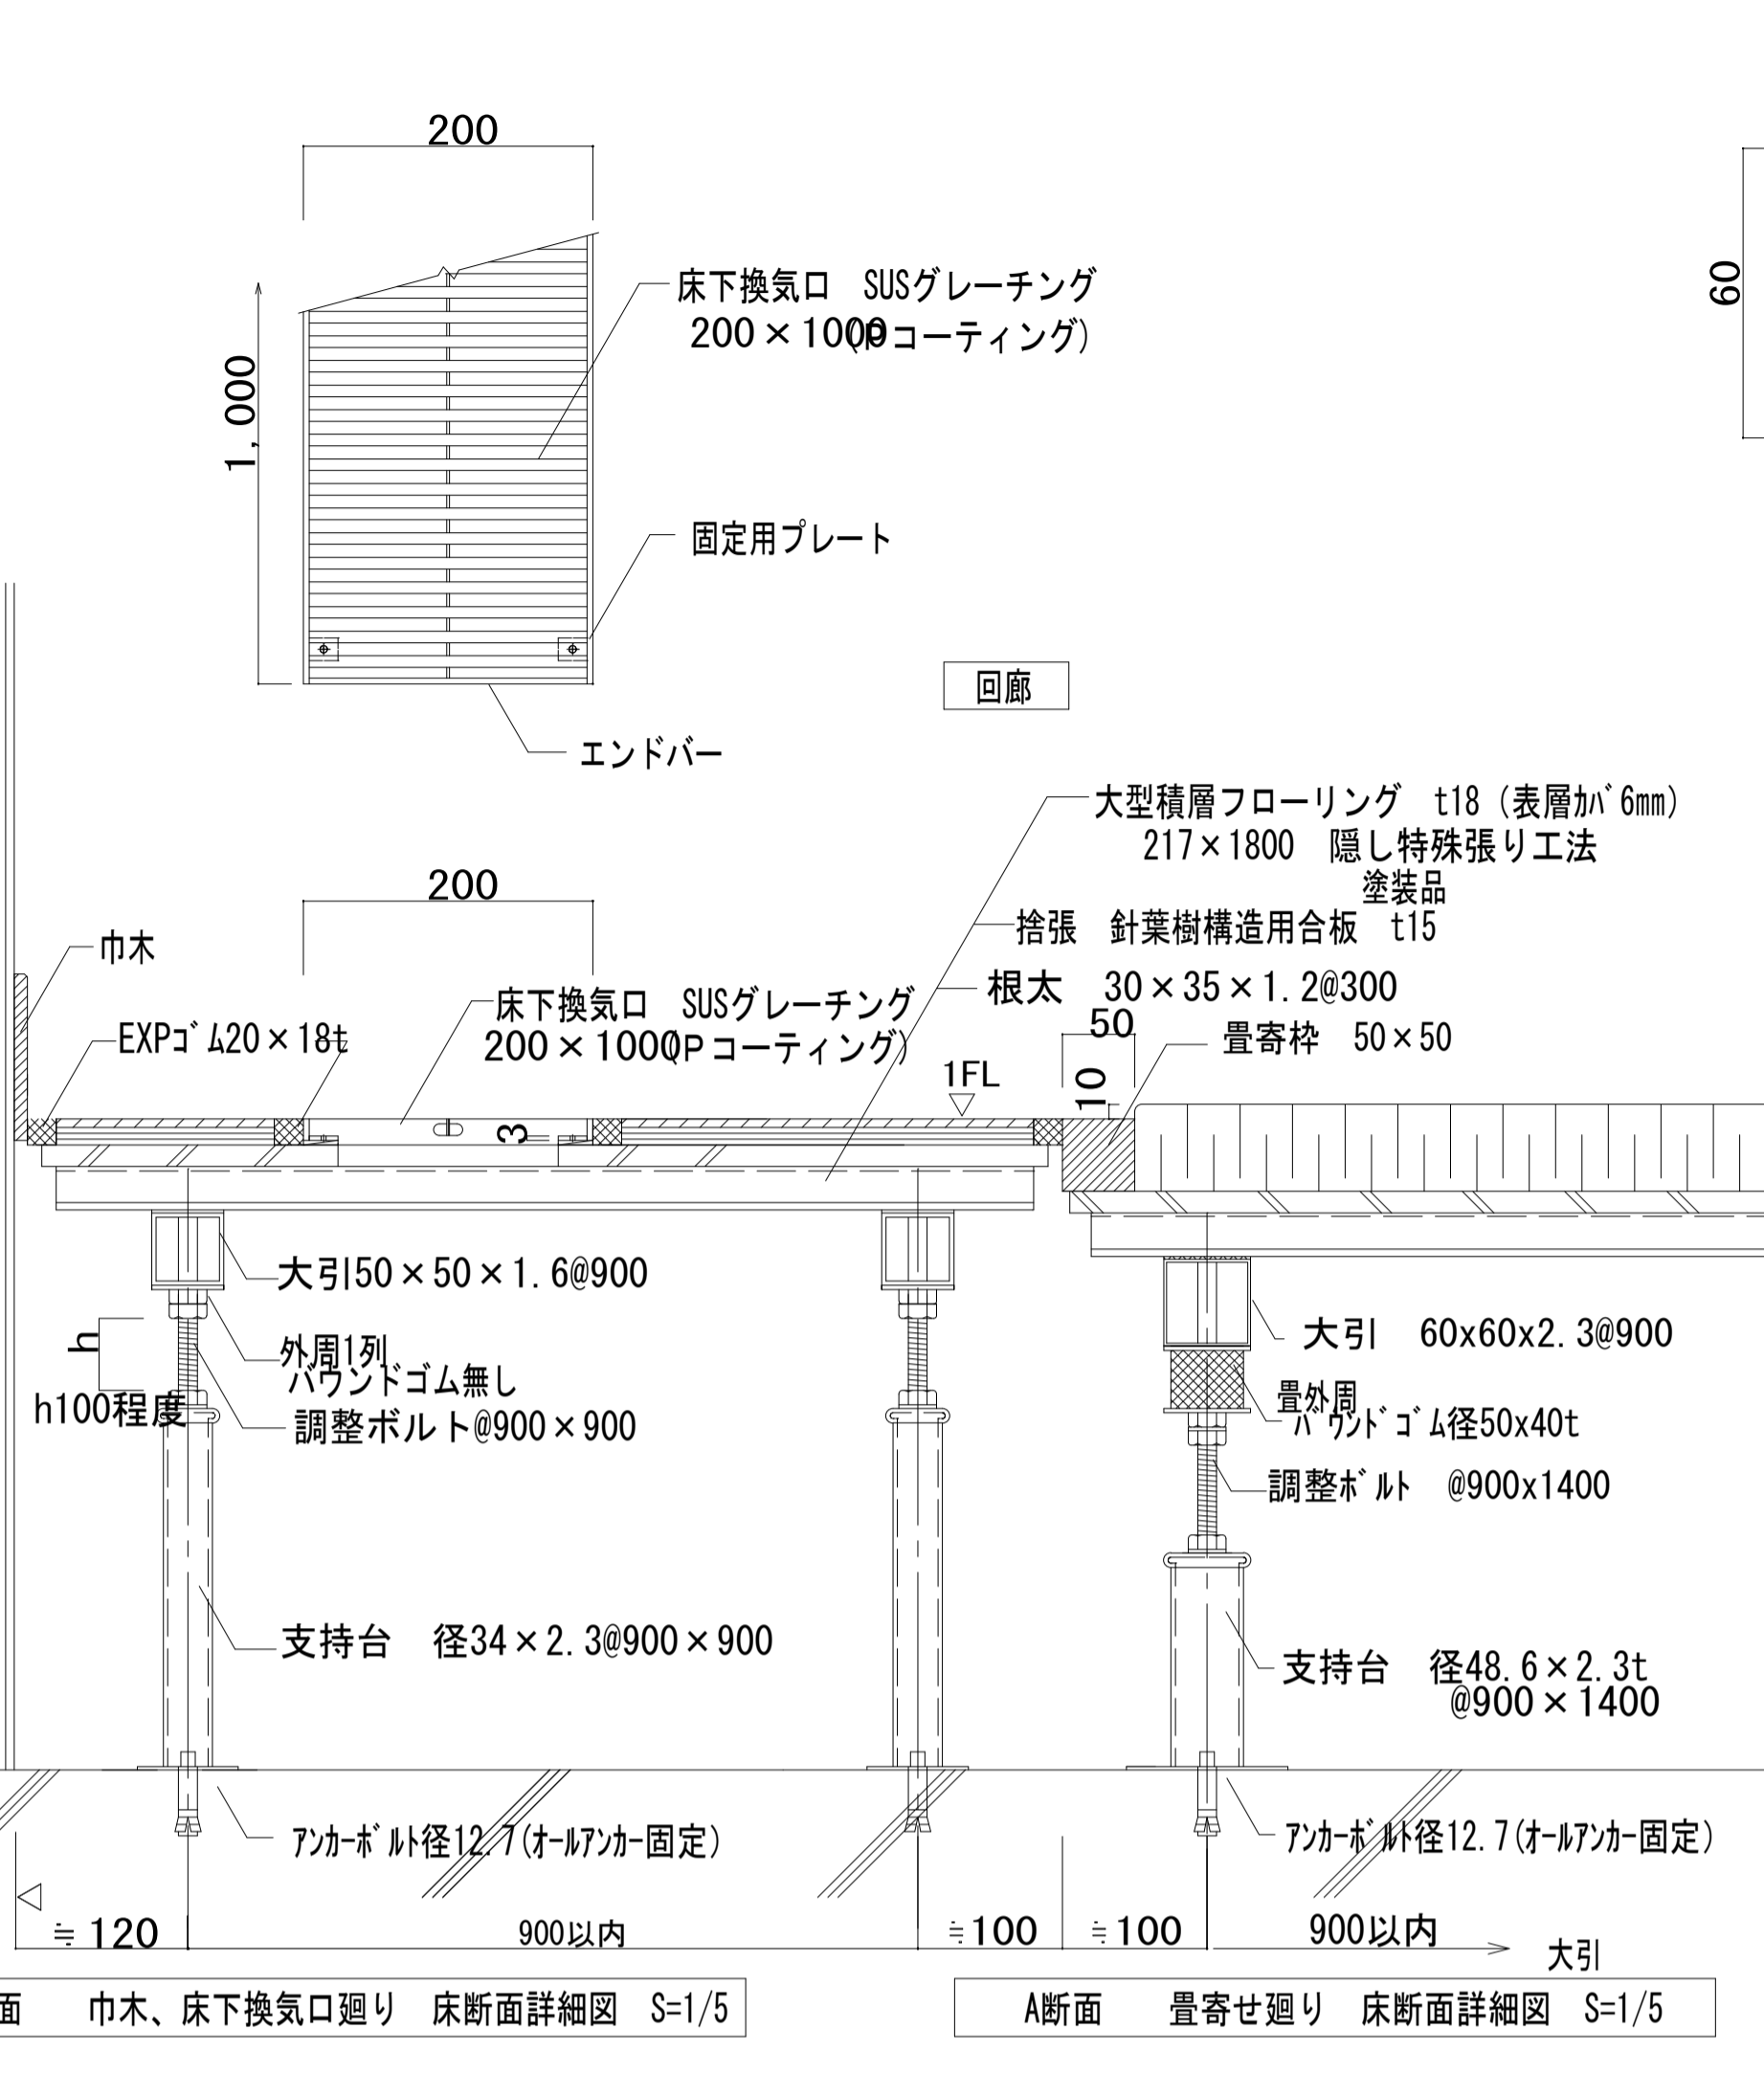 200
60
床下換気口　SUSグレーチング
200×1000(Pコーティング)
1,000
固定用プレート
回廊
エンドバー
大型積層フローリング　t18（表層ｶﾊﾞ6mm）
217×1800　隠し特殊張り工法
塗装品
捨張　針葉樹構造用合板　t15
根太　30×35×1.2@300
200
巾木
EXPｺﾞﾑ20×18t
床下換気口　SUSグレーチング
200×1000(Pコーティング)
50
畳寄枠　50×50
1FL
10
3
大引50×50×1.6@900
h
外周1列
バウンドゴム無し
h100程度
調整ボルト@900×900
大引　60x60x2.3@900
畳外周
ﾊﾞｳﾝﾄﾞｺﾞﾑ径50x40t
調整ﾎﾞﾙﾄ　@900x1400
支持台　径34×2.3@900×900
支持台　径48.6×2.3t
@900×1400
ｱﾝｶｰﾎﾞﾙﾄ径12.7(ｵｰﾙｱﾝｶｰ固定)
ｱﾝｶｰﾎﾞﾙﾄ径12.7(ｵｰﾙｱﾝｶｰ固定)
≒120
900以内
≒100
≒100
900以内
大引
面　巾木、床下換気口廻り　床断面詳細図　S=1/5
A断面　畳寄せ廻り　床断面詳細図　S=1/5